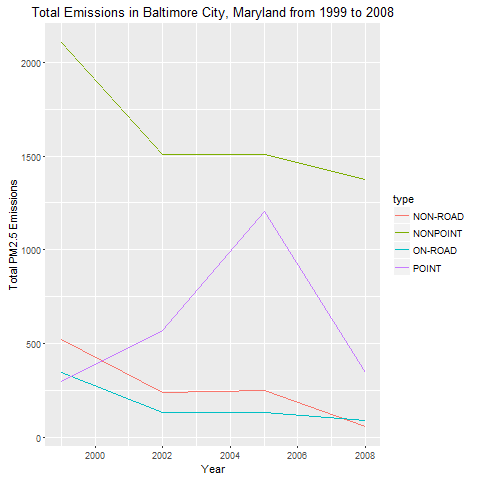 Total Emissions in Baltimore City, Maryland from 1999 to 2008
Total PM2.5 Emissions
2000
1500
1000
500
0
2000
2002
2004
2006
2008
Year
type
NON-ROAD
NONPOINT
ON-ROAD
POINT